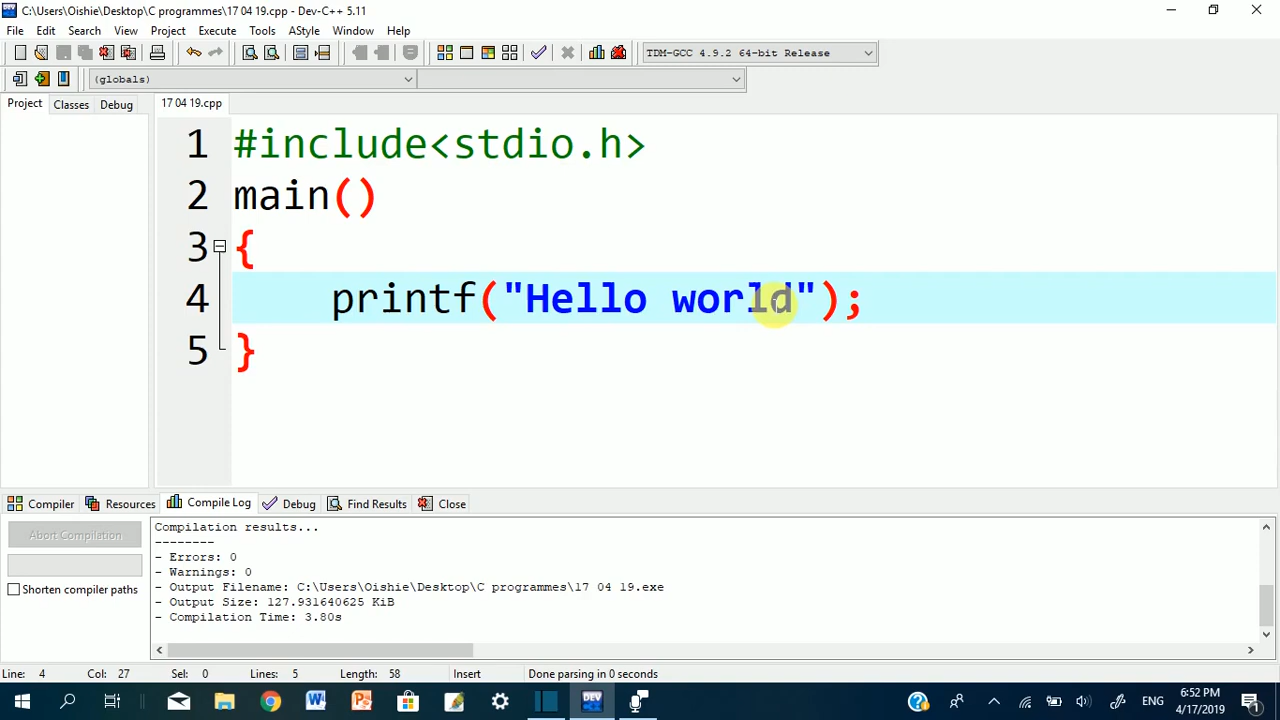 C:\Users\Oishie\Desktop\C programmes\17 04 19.cpp - Dev-C++ 5.11
File Edit Search View Project Execute Tools AStyle Window Help
TDM-GCC 4.9.2 64-bit Release
(globals)
Project Classes Debug 17 04 19.cpp
1 #include<stdio.h>
2 main()
3 {
4 printf("Hello world");
5 }
Compiler Resources Compile Log Debug Find Results Close
Abort Compilation
Shorten compiler paths
Compilation results...
--------
- Errors: 0
- Warnings: 0
- Output Filename: C:\Users\Oishie\Desktop\C programmes\17 04 19.exe
- Output Size: 127.931640625 KiB
- Compilation Time: 3.80s
Line: 4 Col: 27 Sel: 0 Lines: 5 Length: 58 Insert Done parsing in 0 seconds
DEV
ENG
6:52 PM
4/17/2019